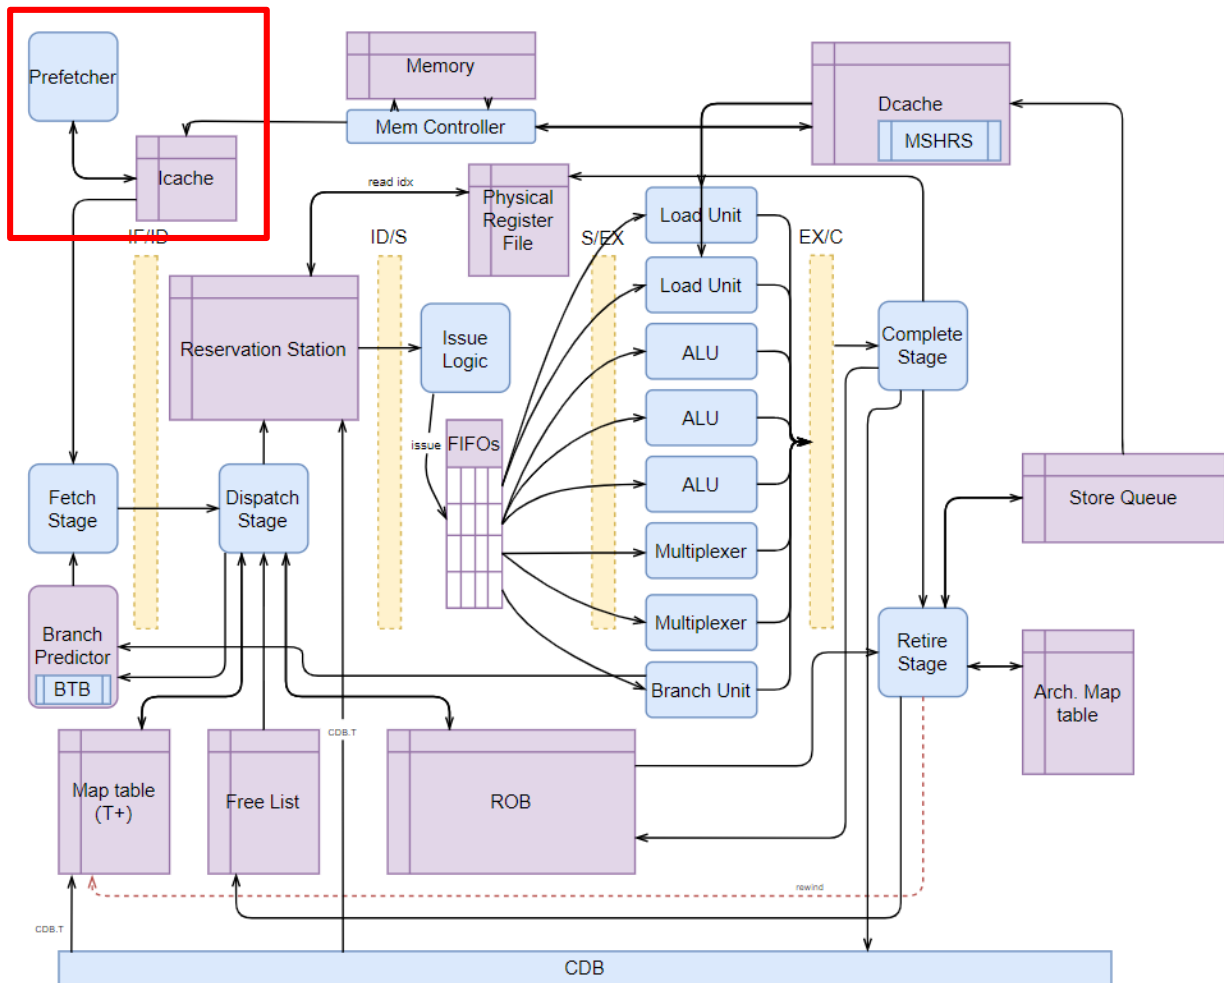 Prefetcher
Memory
Mem Controller
Dcache
MSHRS
Icache
read idx
Physical
Register
File
Load Unit
IF/ID
ID/S
S/EX
EX/C
Load Unit
Reservation Station
Issue
Logic
ALU
Complete
Stage
ALU
issue
FIFOs
ALU
Fetch
Stage
Dispatch
Stage
Store Queue
Multiplexer
Multiplexer
Branch
Predictor
BTB
Retire
Stage
Branch Unit
Arch. Map
table
CDB.T
Map table
(T+)
Free List
ROB
rewind
CDB.T
CDB